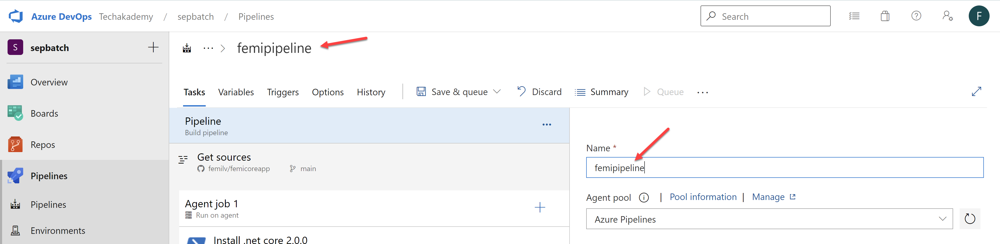 Azure DevOps Techakademy / sepbatch / Pipelines Search F
S sepbatch
femipipeline
Overview
Boards
Repos
Pipelines
Pipelines
Environments
Tasks Variables Triggers Options History Save & queue Discard Summary Queue
Pipeline
Build pipeline
Get sources
femilv/femicoreapp main
Agent job 1
Run on agent
Install .net core 2.0.0
Name *
femipipeline
Agent pool | Pool information | Manage
Azure Pipelines